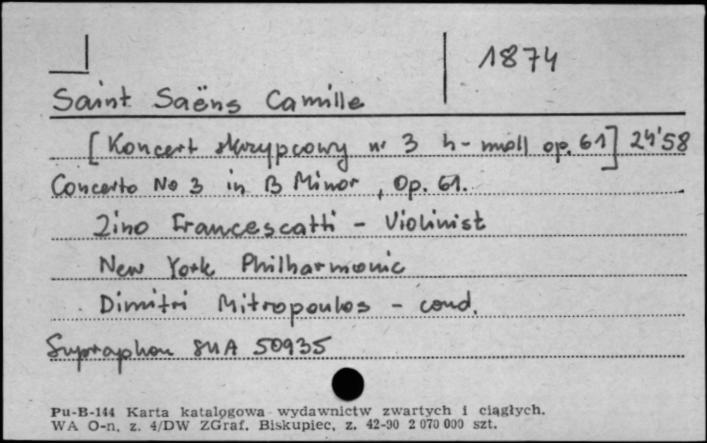 1874
Saint Saëns Camille
[Koncert skrzypcowy nr 3 h-moll op. 61] 24'58
Concerto No 3 in B Minor, Op. 61.
Zino Francescatti - Violinist
New York Philharmonic
Dimitri Mitropoulos - cond.
Supraphon SUA 50935
Pu-B-144 Karta katalogowa wydawnictw zwartych i ciągłych.
WA O-n. z. 4/DW ZGraf. Biskupiec, z. 42-90 2 070 000 szt.